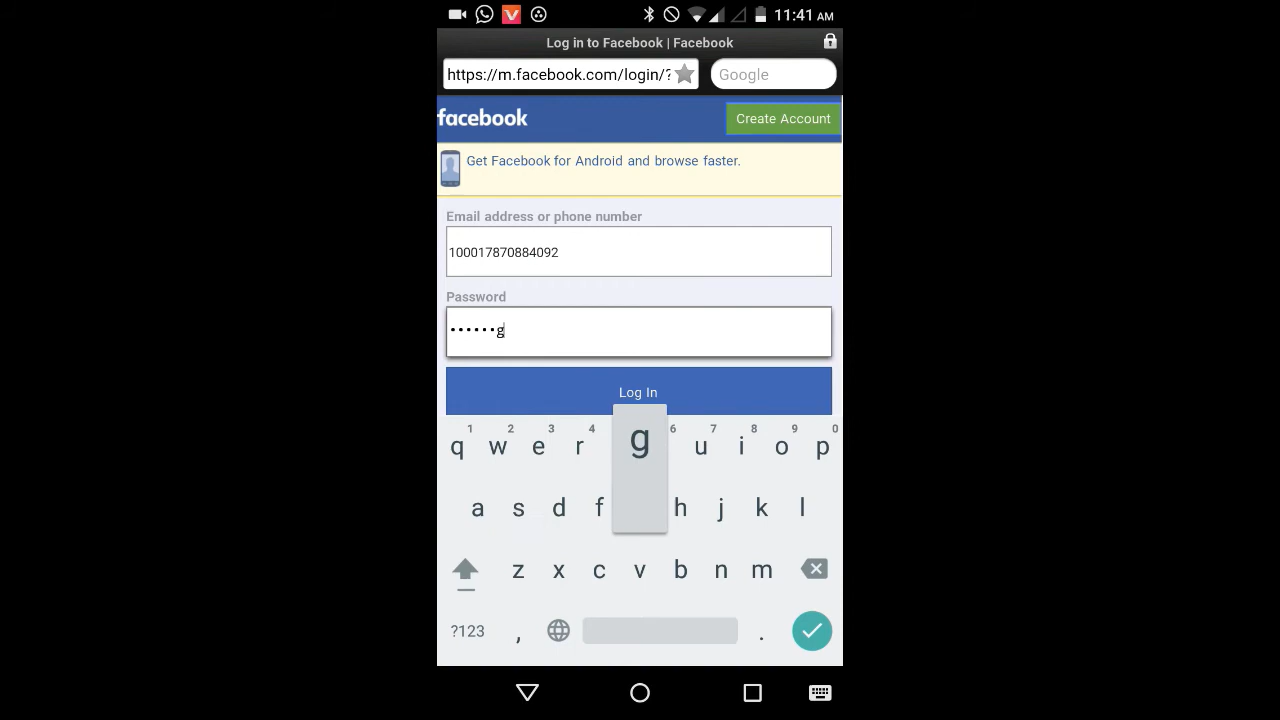 11:41 AM
Log in to Facebook | Facebook
https://m.facebook.com/login/?
Google
facebook
Create Account
Get Facebook for Android and browse faster.
Email address or phone number
100017870884092
Password
••••••g
Log In
1 2 3 4 6 7 8 9 0
q w e r g u i o p
a s d f h j k l
z x c v b n m
?123 , .